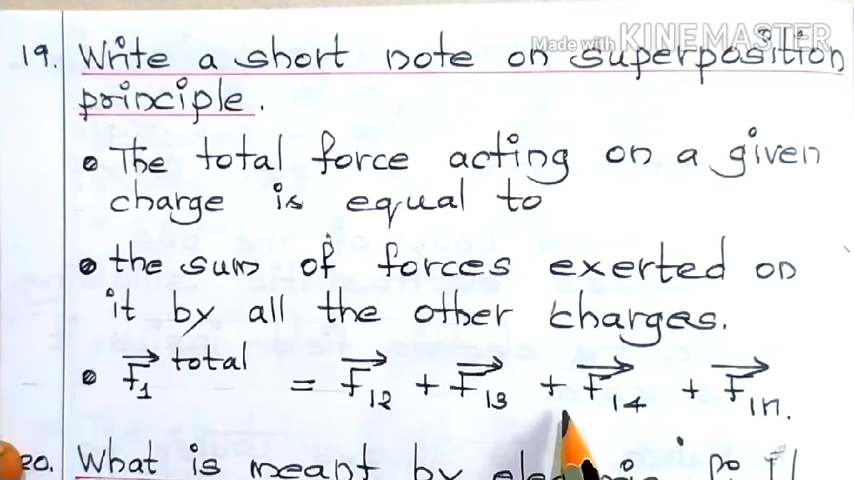 Made with KINEMASTER
19. Write a short note on superposition
principle.
• The total force acting on a given
charge is equal to
• the sum of forces exerted on
it by all the other charges.
• F⃗₁ total = F⃗₁₂ + F⃗₁₃ + F⃗₁₄ + F⃗₁ₙ.
20. What is meant by